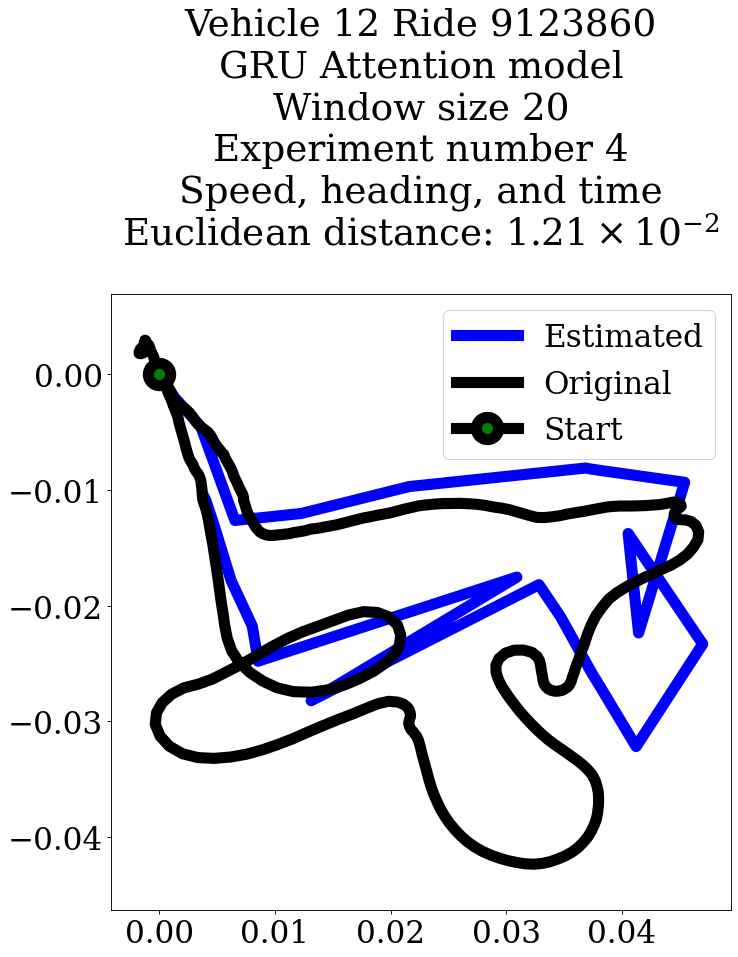 Vehicle 12 Ride 9123860
GRU Attention model
Window size 20
Experiment number 4
Speed, heading, and time
Euclidean distance: 1.21 × 10⁻²
Estimated
Original
Start
0.00
−0.01
−0.02
−0.03
−0.04
0.00 0.01 0.02 0.03 0.04